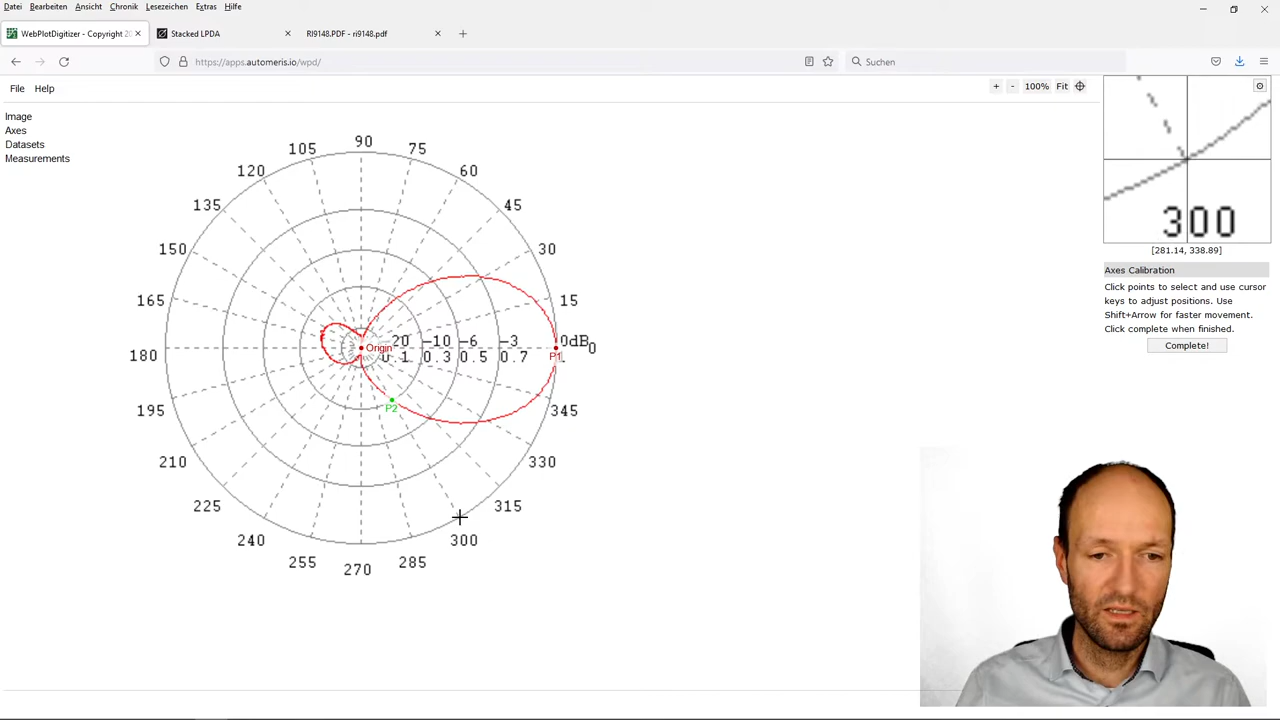 Datei Bearbeiten Ansicht Chronik Lesezeichen Extras Hilfe
WebPlotDigitizer - Copyright 20 Stacked LPDA RI9148.PDF - ri9148.pdf
https://apps.automeris.io/wpd/ Suchen
File Help
+ - 100% Fit
Image
Axes
Datasets
Measurements
90
105 75
120 60
135 45
150 30
165 15
180 0
20 -10 -6 -3 0dB
Origin
0.1 0.3 0.5 0.7
P1
P2
195 345
210 330
225 315
240 300
255 285
270
300
[281.14, 338.89]
Axes Calibration
Click points to select and use cursor
keys to adjust positions. Use
Shift+Arrow for faster movement.
Click complete when finished.
Complete!